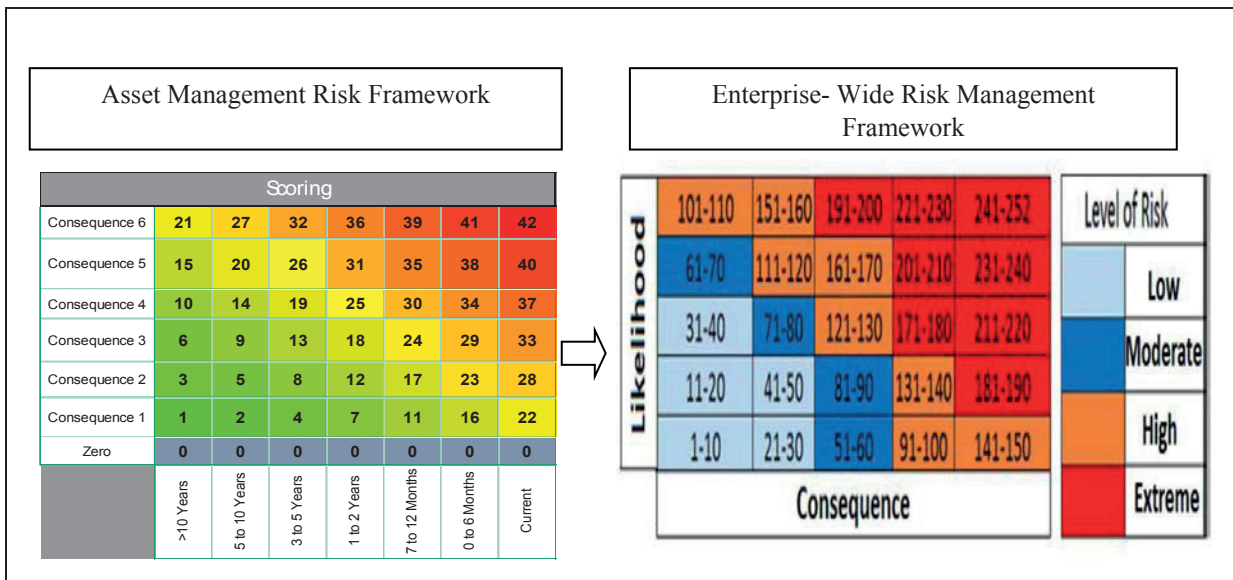 Asset Management Risk Framework
Scoring
Consequence 6 21 27 32 36 39 41 42
Consequence 5 15 20 26 31 35 38 40
Consequence 4 10 14 19 25 30 34 37
Consequence 3 6 9 13 18 24 29 33
Consequence 2 3 5 8 12 17 23 28
Consequence 1 1 2 4 7 11 16 22
Zero 0 0 0 0 0 0 0
>10 Years 5 to 10 Years 3 to 5 Years 1 to 2 Years 7 to 12 Months 0 to 6 Months Current
Enterprise- Wide Risk Management
Framework
Likelihood
101-110 151-160 191-200 221-230 241-252
61-70 111-120 161-170 201-210 231-240
31-40 71-80 121-130 171-180 211-220
11-20 41-50 81-90 131-140 181-190
1-10 21-30 51-60 91-100 141-150
Consequence
Level of Risk
Low
Moderate
High
Extreme